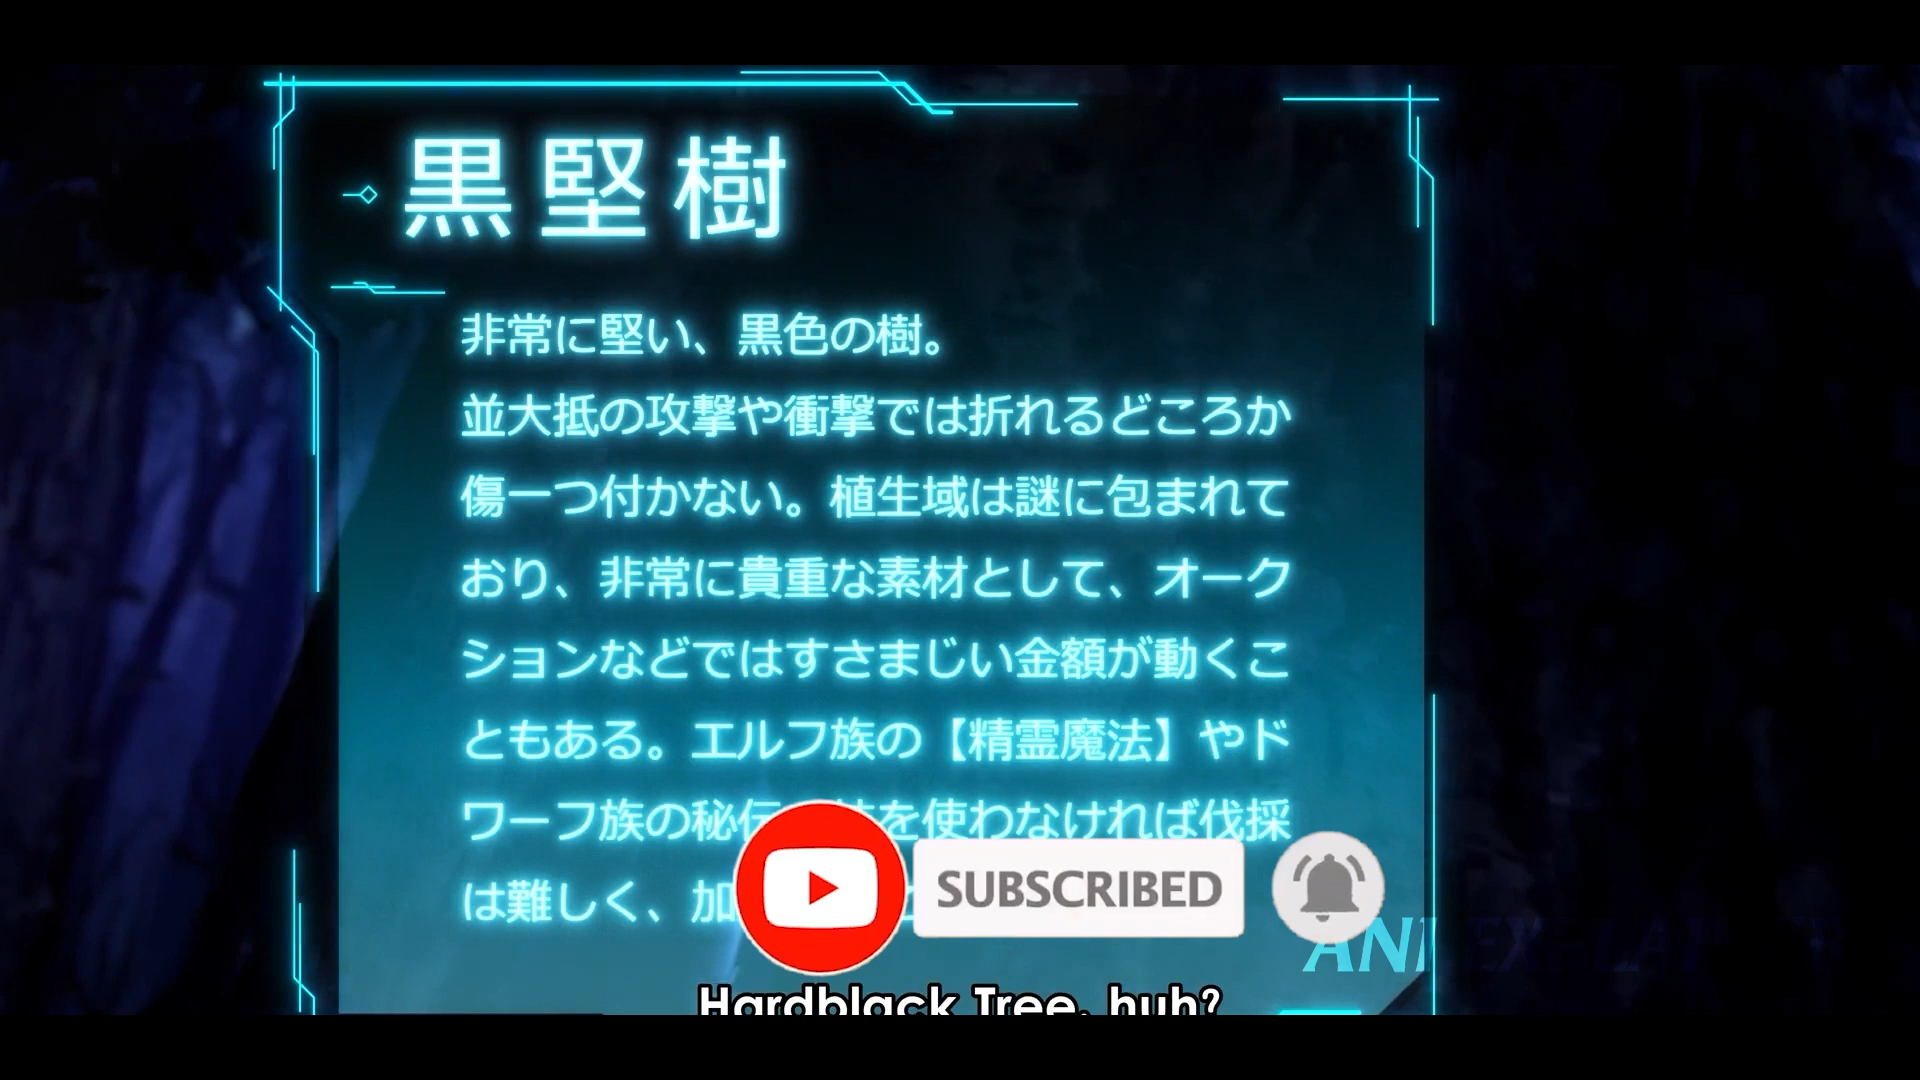 黒堅樹
非常に堅い、黒色の樹。
並大抵の攻撃や衝撃では折れるどころか
傷一つ付かない。植生域は謎に包まれて
おり、非常に貴重な素材として、オーク
ションなどではすさまじい金額が動くこ
ともある。エルフ族の【精霊魔法】やド
ワーフ族の秘伝 を使わなければ伐採
は難しく、加
SUBSCRIBED
Hardblack Tree, huh?